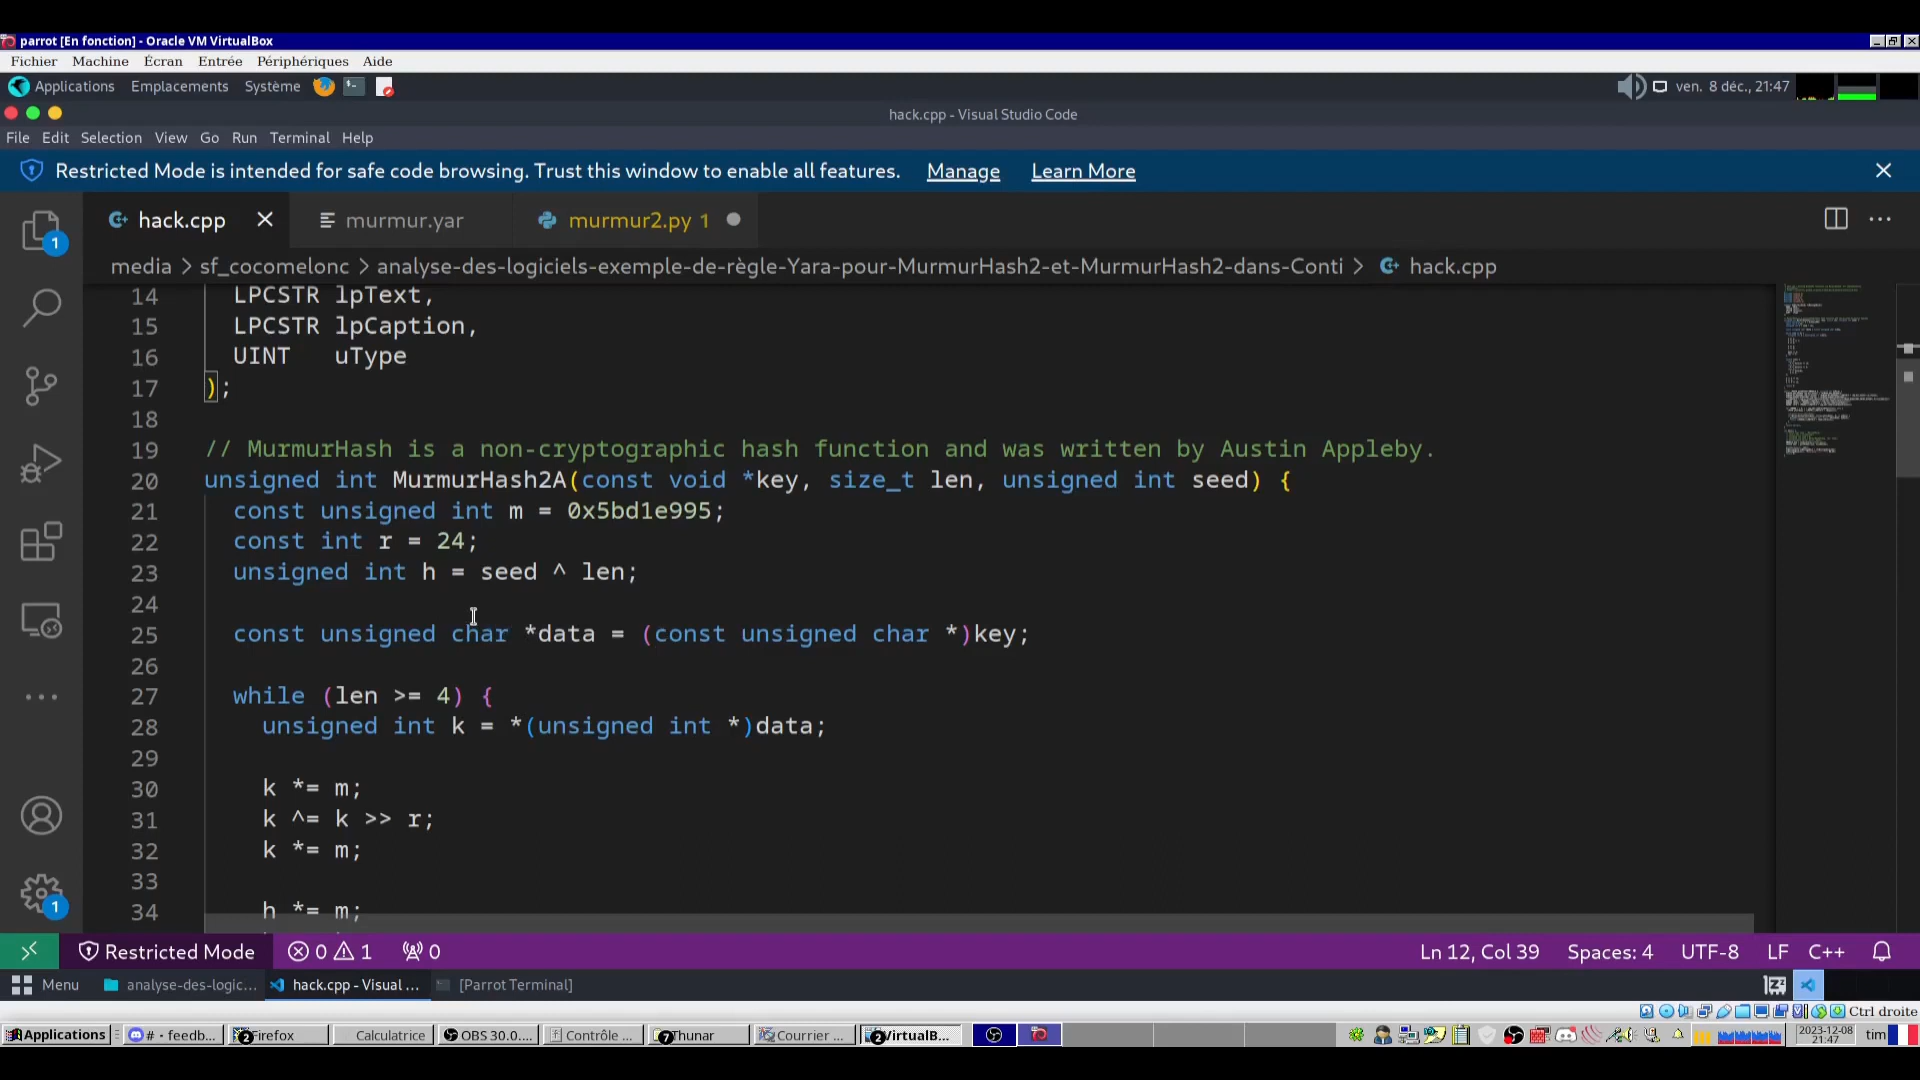 parrot [En fonction] - Oracle VM VirtualBox
Fichier Machine Écran Entrée Périphériques Aide
Applications Emplacements Système ven. 8 déc., 21:47
hack.cpp - Visual Studio Code
File Edit Selection View Go Run Terminal Help
Restricted Mode is intended for safe code browsing. Trust this window to enable all features. Manage Learn More
hack.cpp murmur.yar murmur2.py 1
1
media > sf_cocomelonc > analyse-des-logiciels-exemple-de-règle-Yara-pour-MurmurHash2-et-MurmurHash2-dans-Conti > hack.cpp
14 LPCSTR lpText,
15 LPCSTR lpCaption,
16 UINT uType
17 );
18
19 // MurmurHash is a non-cryptographic hash function and was written by Austin Appleby.
20 unsigned int MurmurHash2A(const void *key, size_t len, unsigned int seed) {
21 const unsigned int m = 0x5bd1e995;
22 const int r = 24;
23 unsigned int h = seed ^ len;
24
25 const unsigned char *data = (const unsigned char *)key;
26
27 while (len >= 4) {
28 unsigned int k = *(unsigned int *)data;
29
30 k *= m;
31 k ^= k >> r;
32 k *= m;
33
34 h *= m;
1
Restricted Mode 0 1 0 Ln 12, Col 39 Spaces: 4 UTF-8 LF C++
Menu analyse-des-logic... hack.cpp - Visual ... [Parrot Terminal]
Ctrl droite
Applications # - feedb... 2 Firefox Calculatrice OBS 30.0.... Contrôle ... 7 Thunar Courrier ... 2 VirtualB... 2023-12-08 tim
21:47